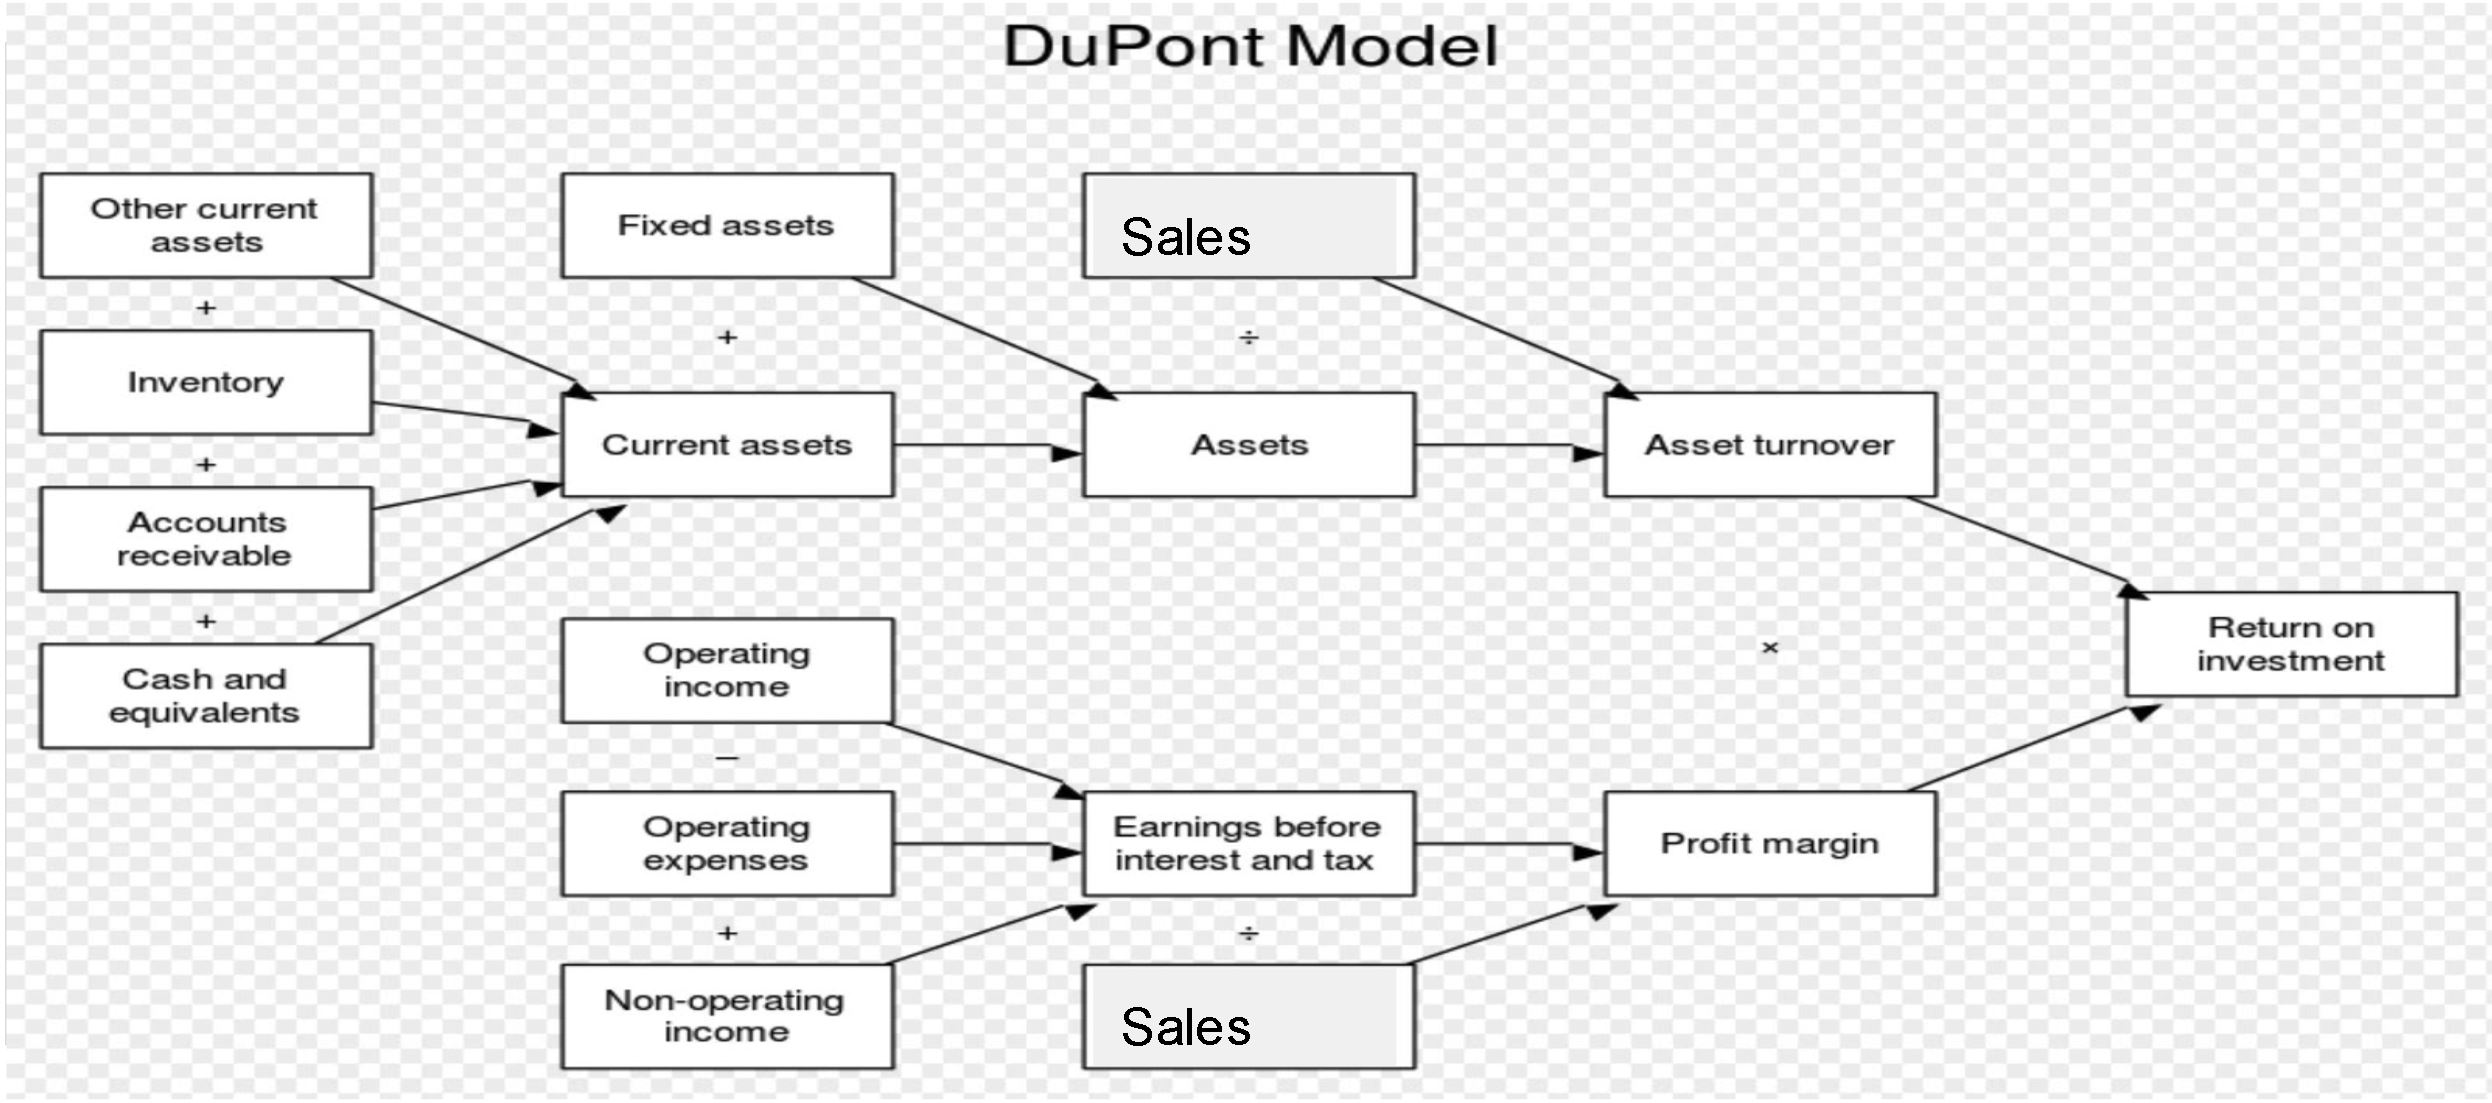 DuPont Model
Other current
assets
+
Inventory
+
Accounts
receivable
+
Cash and
equivalents
Fixed assets
+
Current assets
Operating
income
–
Operating
expenses
+
Non-operating
income
Sales
÷
Assets
Earnings before
interest and tax
÷
Sales
Asset turnover
×
Profit margin
Return on
investment